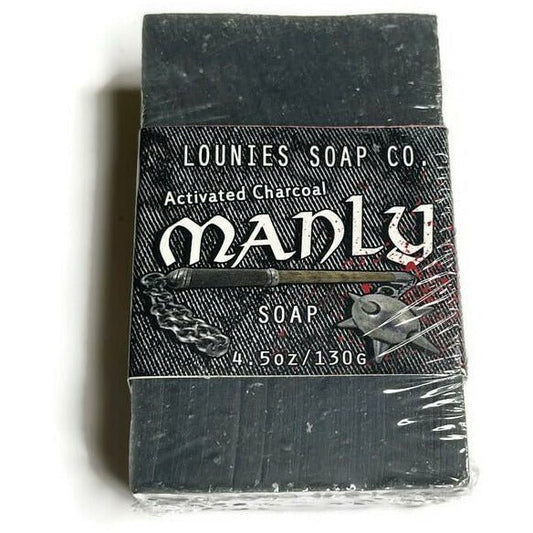 LOUNIES SOAP CO.
Activated Charcoal
MANLY
SOAP
4.5oz/130G